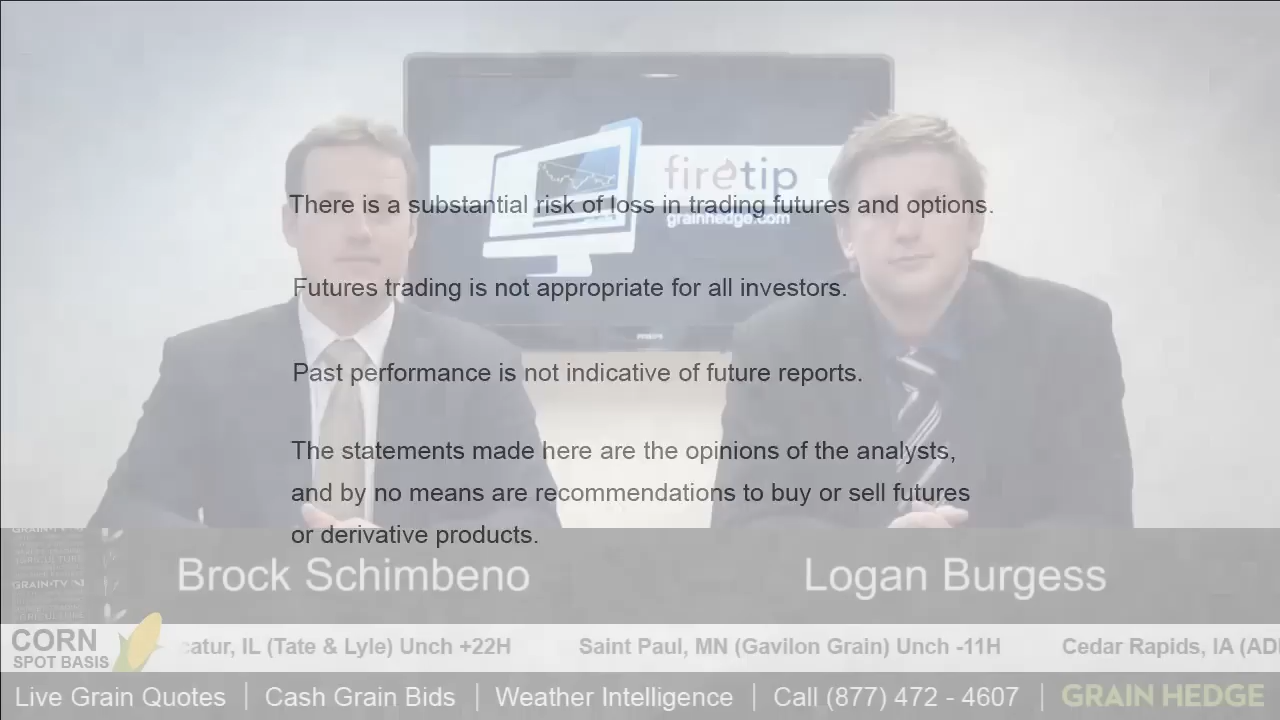 firetip
There is a substantial risk of loss in trading futures and options.
grainhedge.com
Futures trading is not appropriate for all investors.
Past performance is not indicative of future reports.
The statements made here are the opinions of the analysts,
and by no means are recommendations to buy or sell futures
or derivative products.
GRAIN-TV
Brock Schimbeno
Logan Burgess
CORN
SPOT BASIS
catur, IL (Tate & Lyle) Unch +22H
Saint Paul, MN (Gavilon Grain) Unch -11H
Cedar Rapids, IA (AD
Live Grain Quotes | Cash Grain Bids | Weather Intelligence | Call (877) 472 - 4607 | GRAIN HEDGE